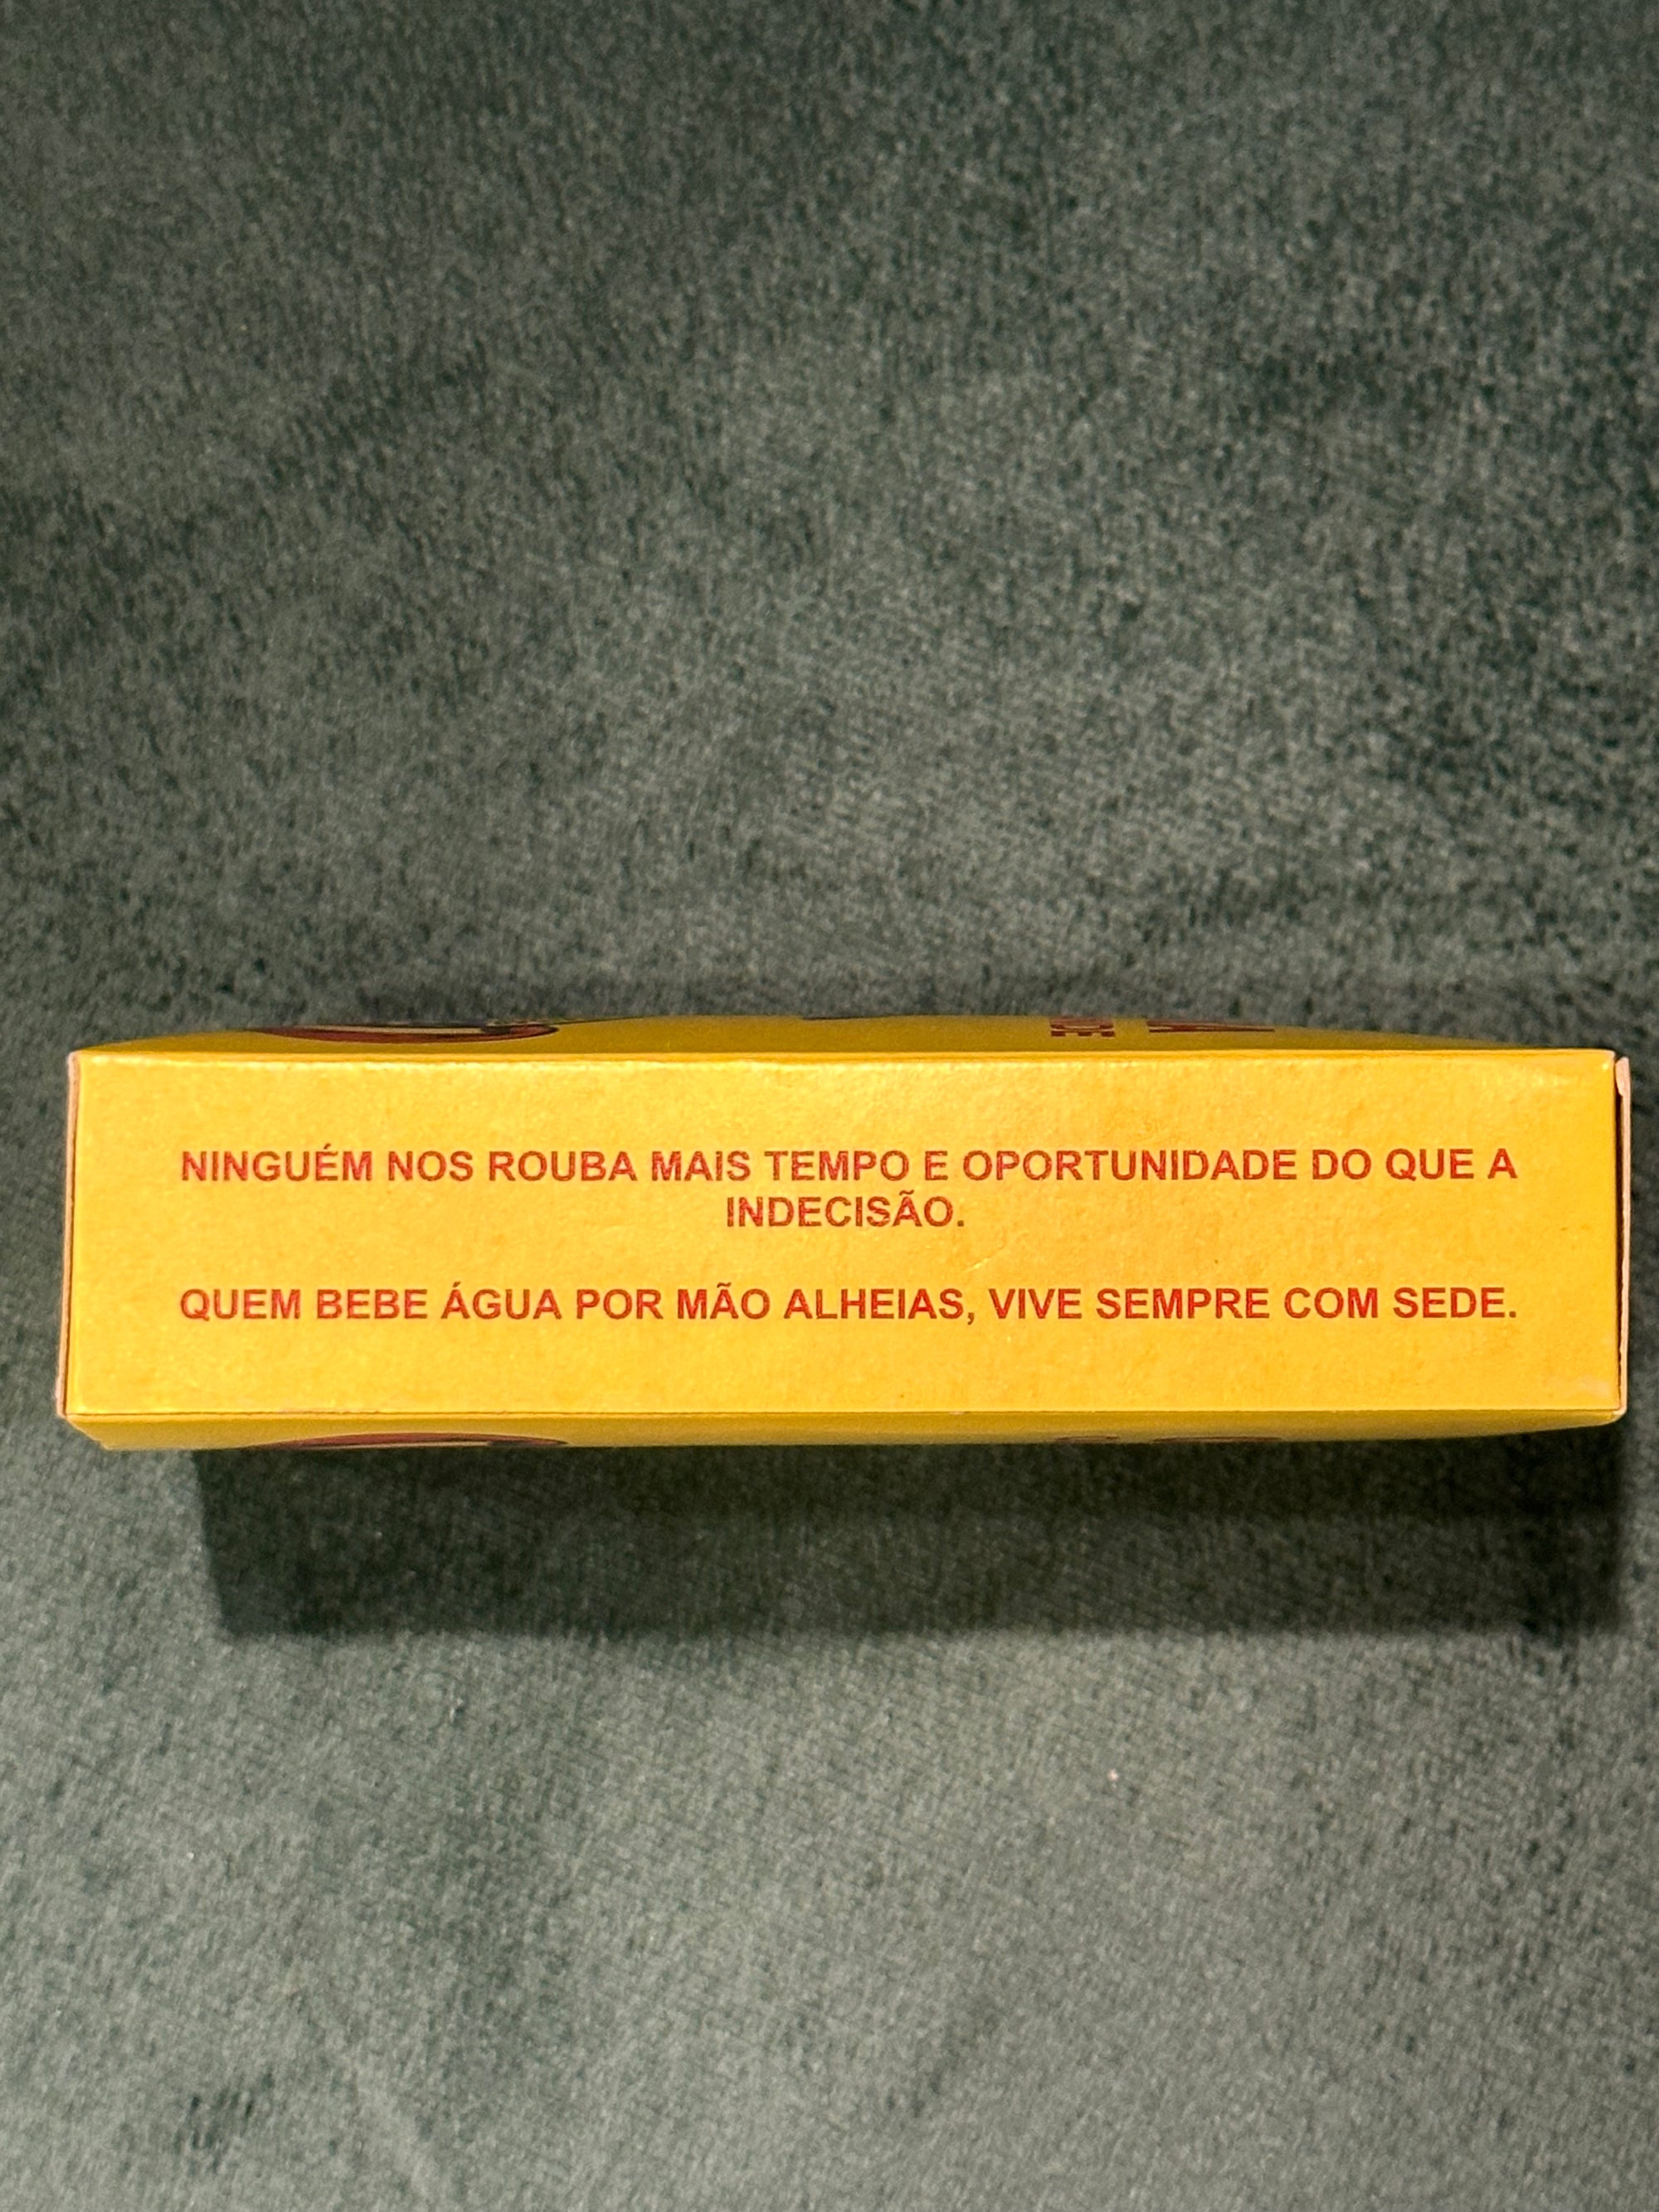 NINGUÉM NOS ROUBA MAIS TEMPO E OPORTUNIDADE DO QUE A
INDECISÃO.
QUEM BEBE ÁGUA POR MÃO ALHEIAS, VIVE SEMPRE COM SEDE.